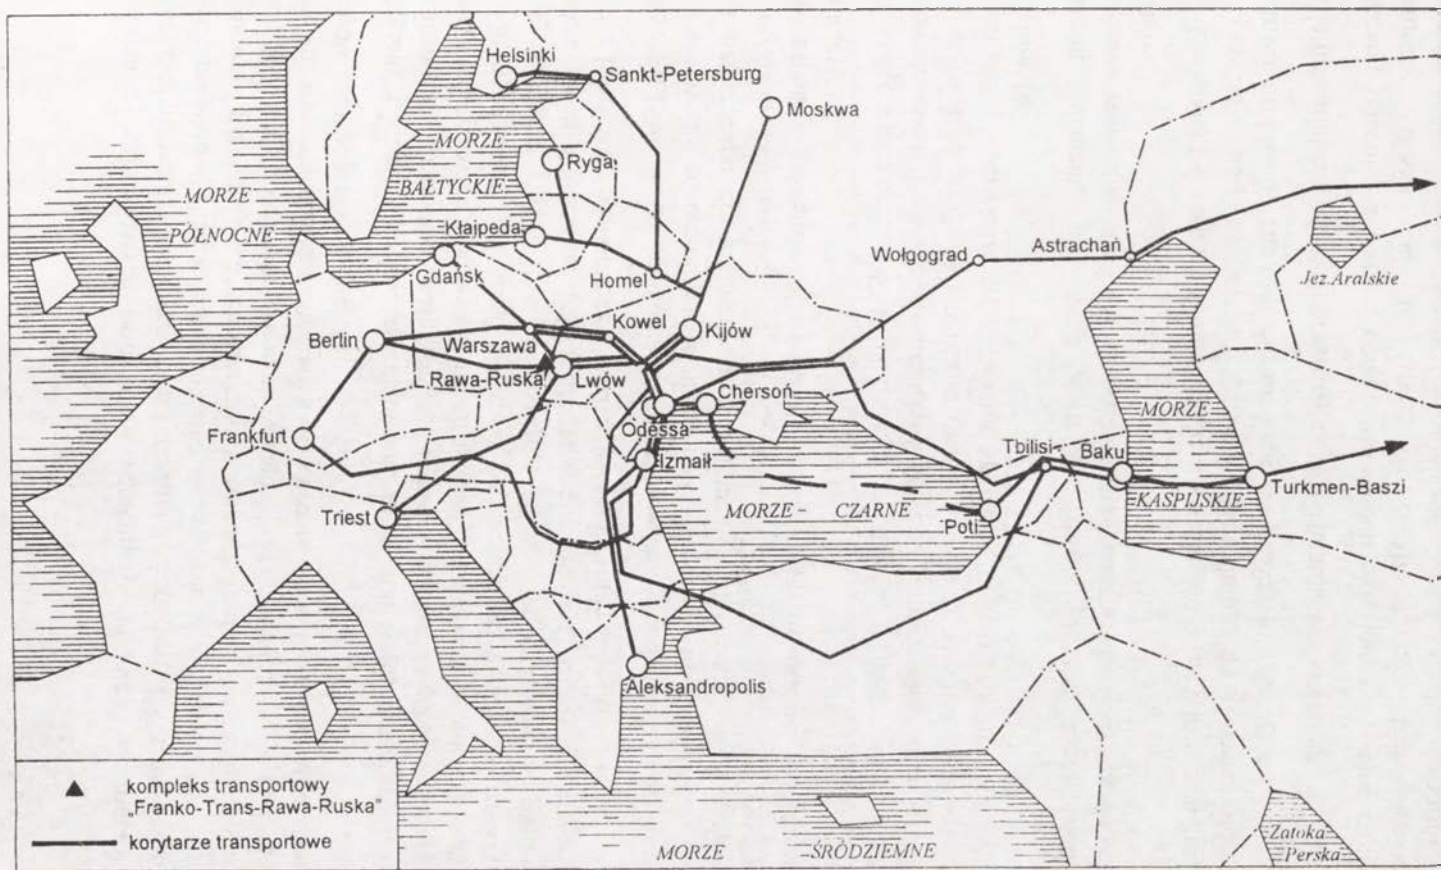 Helsinki
Sankt-Petersburg
Moskwa
MORZE
BAŁTYCKIE
Ryga
MORZE
PÓŁNOCNE
Kłaipeda
Gdańsk
Homel
Wołgograd
Astrachań
Jez.Aralskie
Berlin
Warszawa
Kowel
Kijów
Rawa-Ruska
Lwów
Chersoń
Frankfurt
Odessa
Izmaił
Tbilisi
Baku
MORZE
KASPIJSKIE
Turkmen-Baszi
Triest
MORZE - CZARNE
Poti
Aleksandropolis
kompleks transportowy
„Franko-Trans-Rawa-Ruska”
korytarze transportowe
MORZE ŚRÓDZIEMNE
Zatoka
Perska